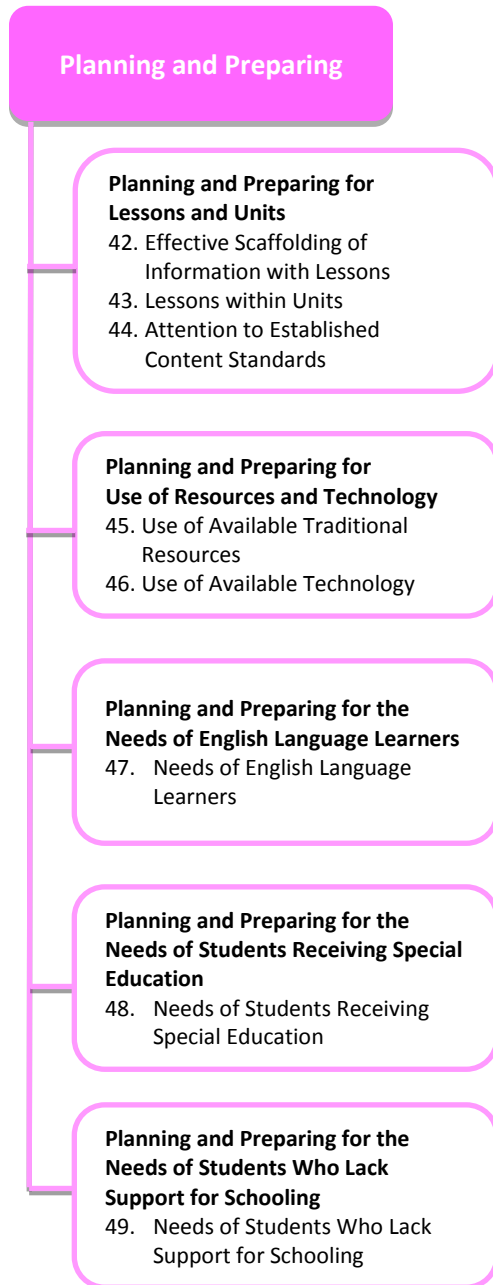 Planning and Preparing
Planning and Preparing for
Lessons and Units
42. Effective Scaffolding of
Information with Lessons
43. Lessons within Units
44. Attention to Established
Content Standards
Planning and Preparing for
Use of Resources and Technology
45. Use of Available Traditional
Resources
46. Use of Available Technology
Planning and Preparing for the
Needs of English Language Learners
47. Needs of English Language
Learners
Planning and Preparing for the
Needs of Students Receiving Special
Education
48. Needs of Students Receiving
Special Education
Planning and Preparing for the
Needs of Students Who Lack
Support for Schooling
49. Needs of Students Who Lack
Support for Schooling